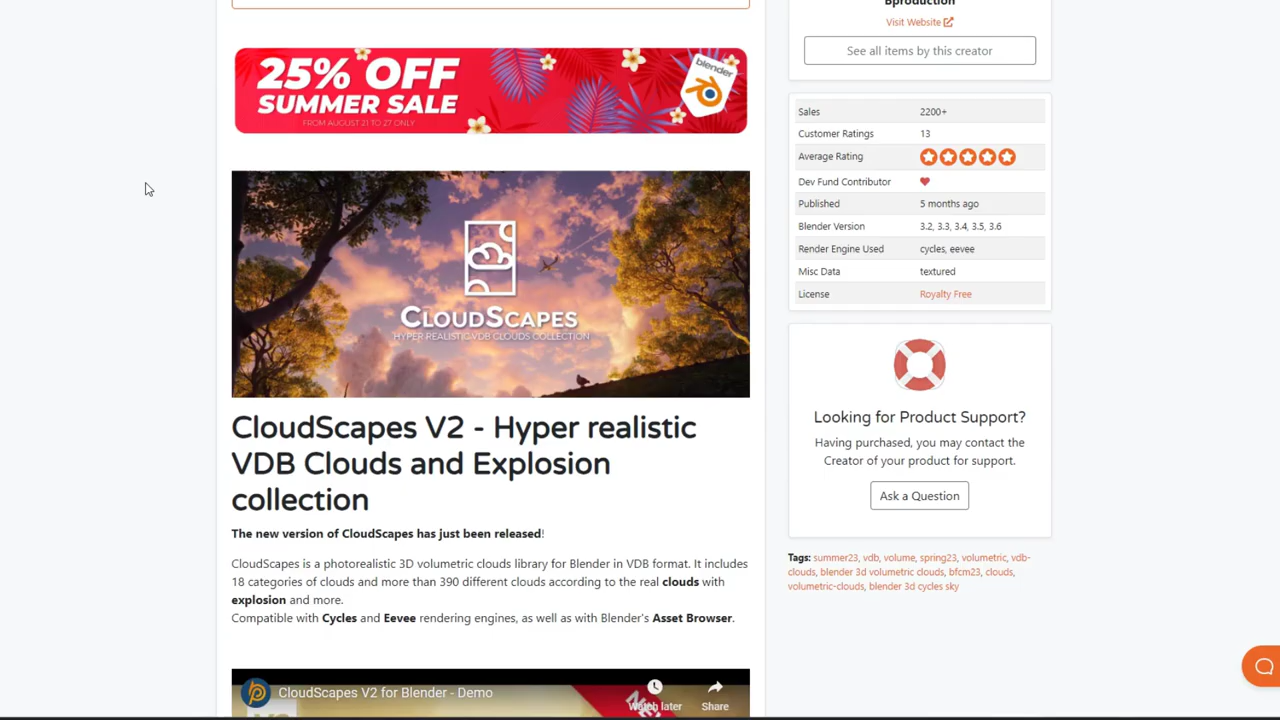 Bproduction
Visit Website
See all items by this creator
25% OFF
SUMMER SALE
FROM AUGUST 21 TO 27 ONLY
blender
Sales 2200+
Customer Ratings 13
Average Rating
Dev Fund Contributor
Published 5 months ago
Blender Version 3.2, 3.3, 3.4, 3.5, 3.6
Render Engine Used cycles, eevee
Misc Data textured
License Royalty Free
CLOUDSCAPES
HYPER REALISTIC VDB CLOUDS COLLECTION
Looking for Product Support?
Having purchased, you may contact the
Creator of your product for support.
Ask a Question
CloudScapes V2 - Hyper realistic
VDB Clouds and Explosion
collection
The new version of CloudScapes has just been released!
CloudScapes is a photorealistic 3D volumetric clouds library for Blender in VDB format. It includes
18 categories of clouds and more than 390 different clouds according to the real clouds with
explosion and more.
Compatible with Cycles and Eevee rendering engines, as well as with Blender's Asset Browser.
Tags: summer23, vdb, volume, spring23, volumetric, vdb-
clouds, blender 3d volumetric clouds, bfcm23, clouds,
volumetric-clouds, blender 3d cycles sky
CloudScapes V2 for Blender - Demo
Watch later
Share